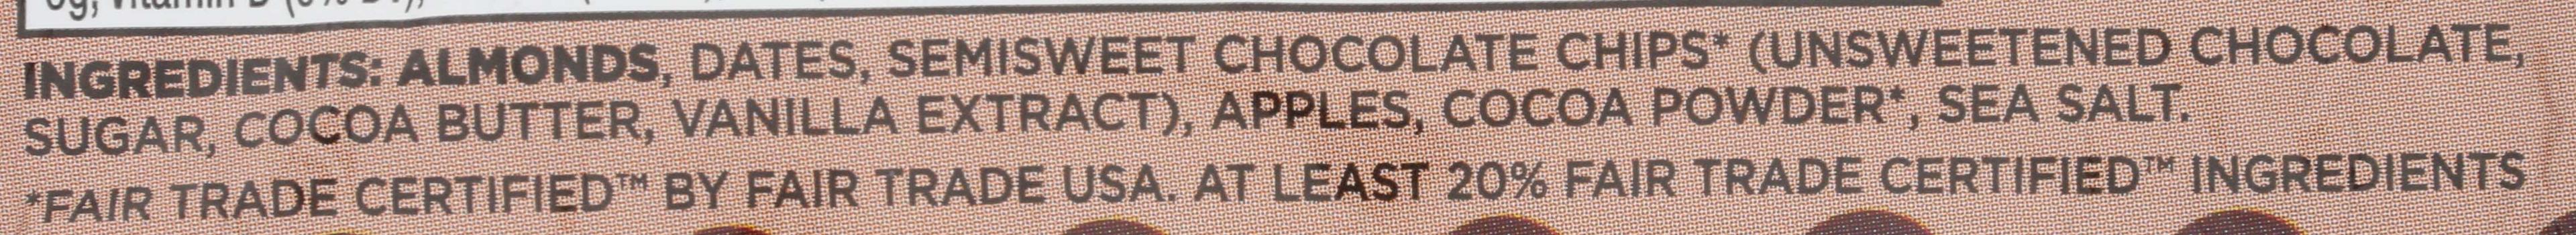 INGREDIENTS: ALMONDS, DATES, SEMISWEET CHOCOLATE CHIPS* (UNSWEETENED CHOCOLATE,
SUGAR, COCOA BUTTER, VANILLA EXTRACT), APPLES, COCOA POWDER*, SEA SALT.
*FAIR TRADE CERTIFIED™ BY FAIR TRADE USA. AT LEAST 20% FAIR TRADE CERTIFIED™ INGREDIENTS